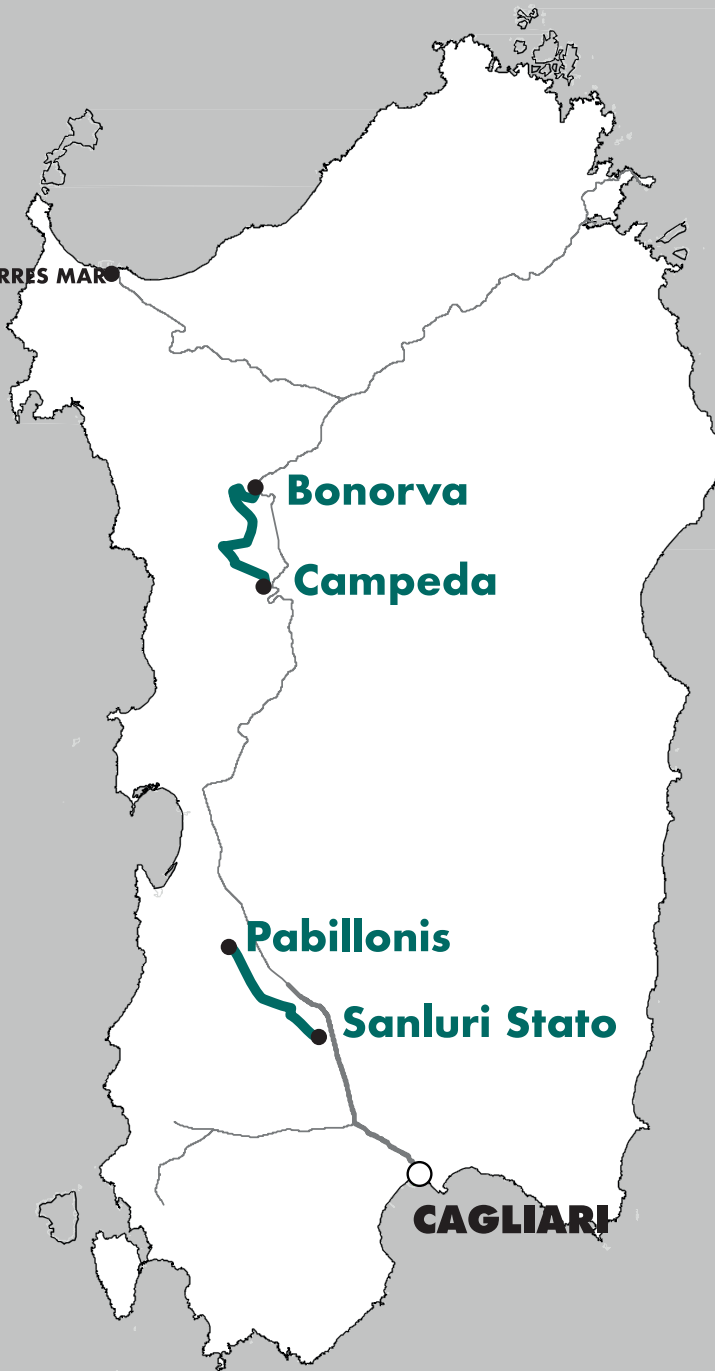 RRES MAR
Bonorva
Campeda
Pabillonis
Sanluri Stato
CAGLIARI